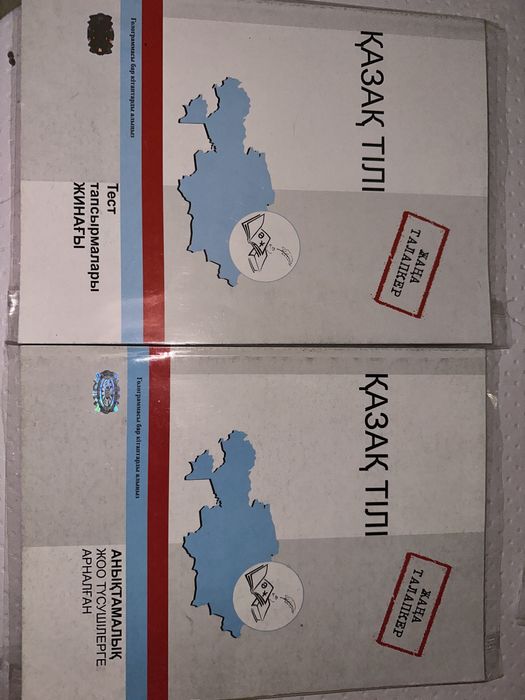 ҚАЗАҚ ТІЛІ
ЖАҢА
ТАЛАПКЕР
Голограммасы бар кітаптарды алыңыз
Тест
тапсырмалары
ЖИНАҒЫ
ҚАЗАҚ ТІЛІ
ЖАҢА
ТАЛАПКЕР
Голограммасы бар кітаптарды алыңыз
АНЫҚТАМАЛЫҚ
ЖОО ТҮСУШІЛЕРГЕ
АРНАЛҒАН